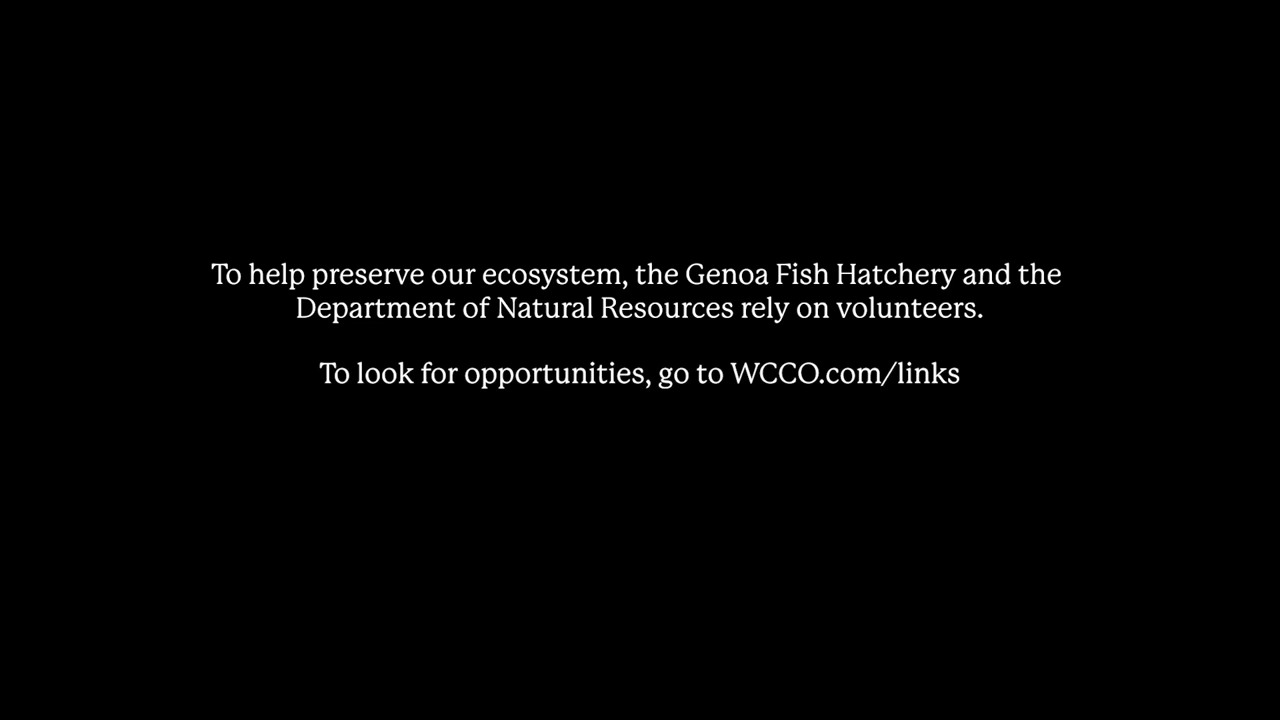 To help preserve our ecosystem, the Genoa Fish Hatchery and the
Department of Natural Resources rely on volunteers.
To look for opportunities, go to WCCO.com/links